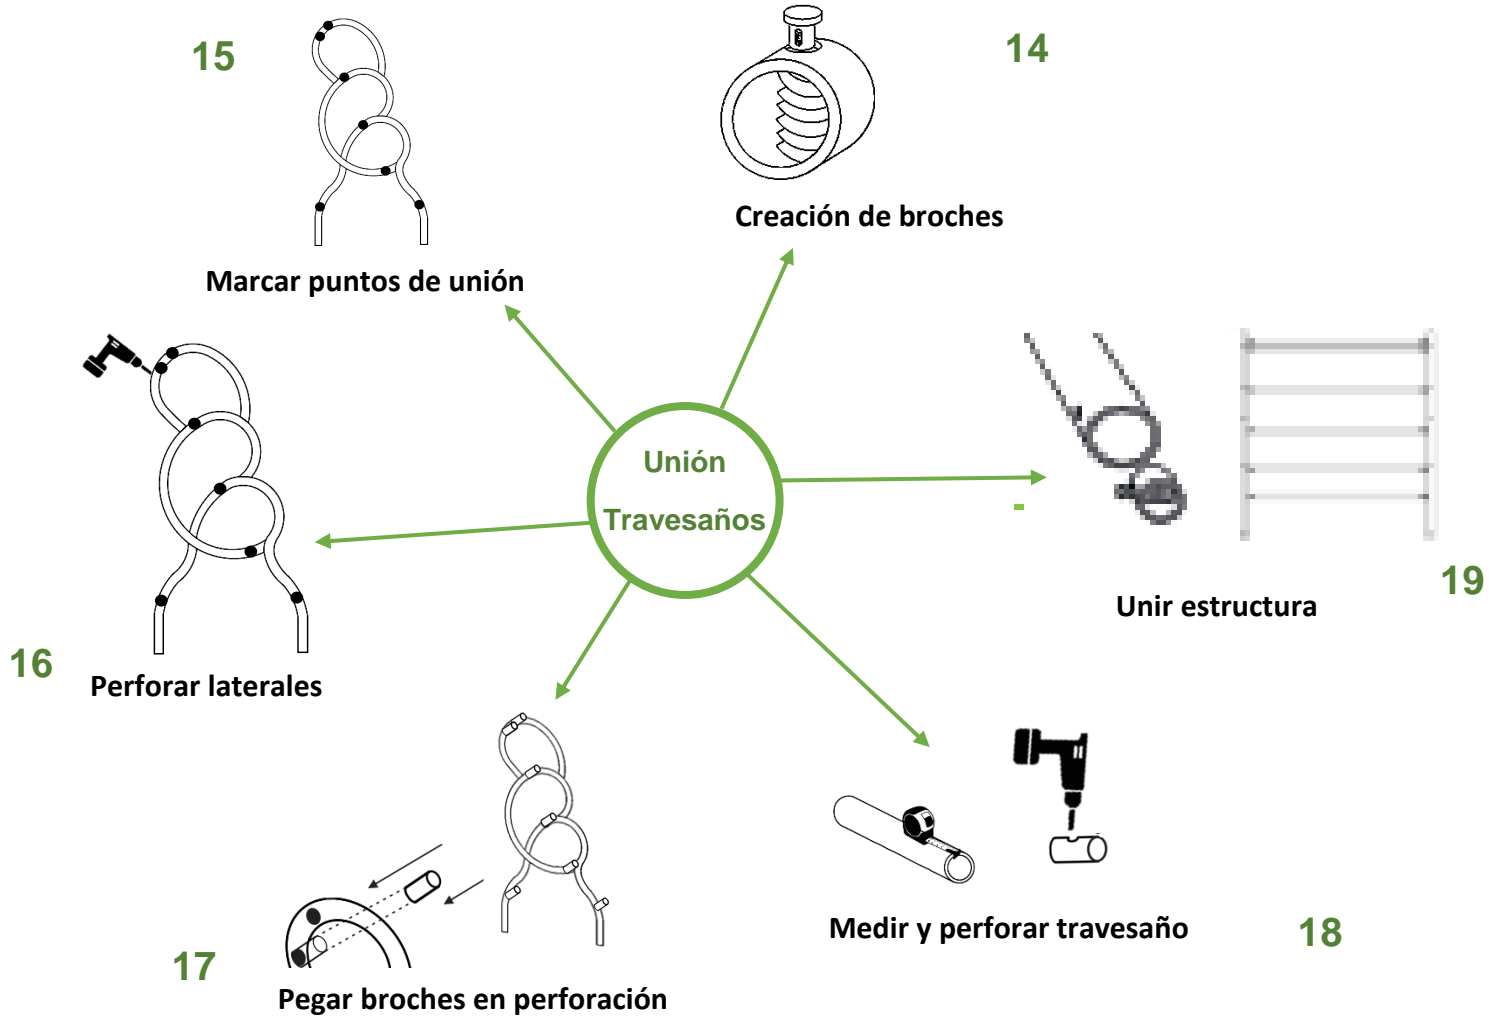 15
14
Creación de broches
Marcar puntos de unión
Unión
Travesaños
19
Unir estructura
16
Perforar laterales
Medir y perforar travesaño
18
17
Pegar broches en perforación